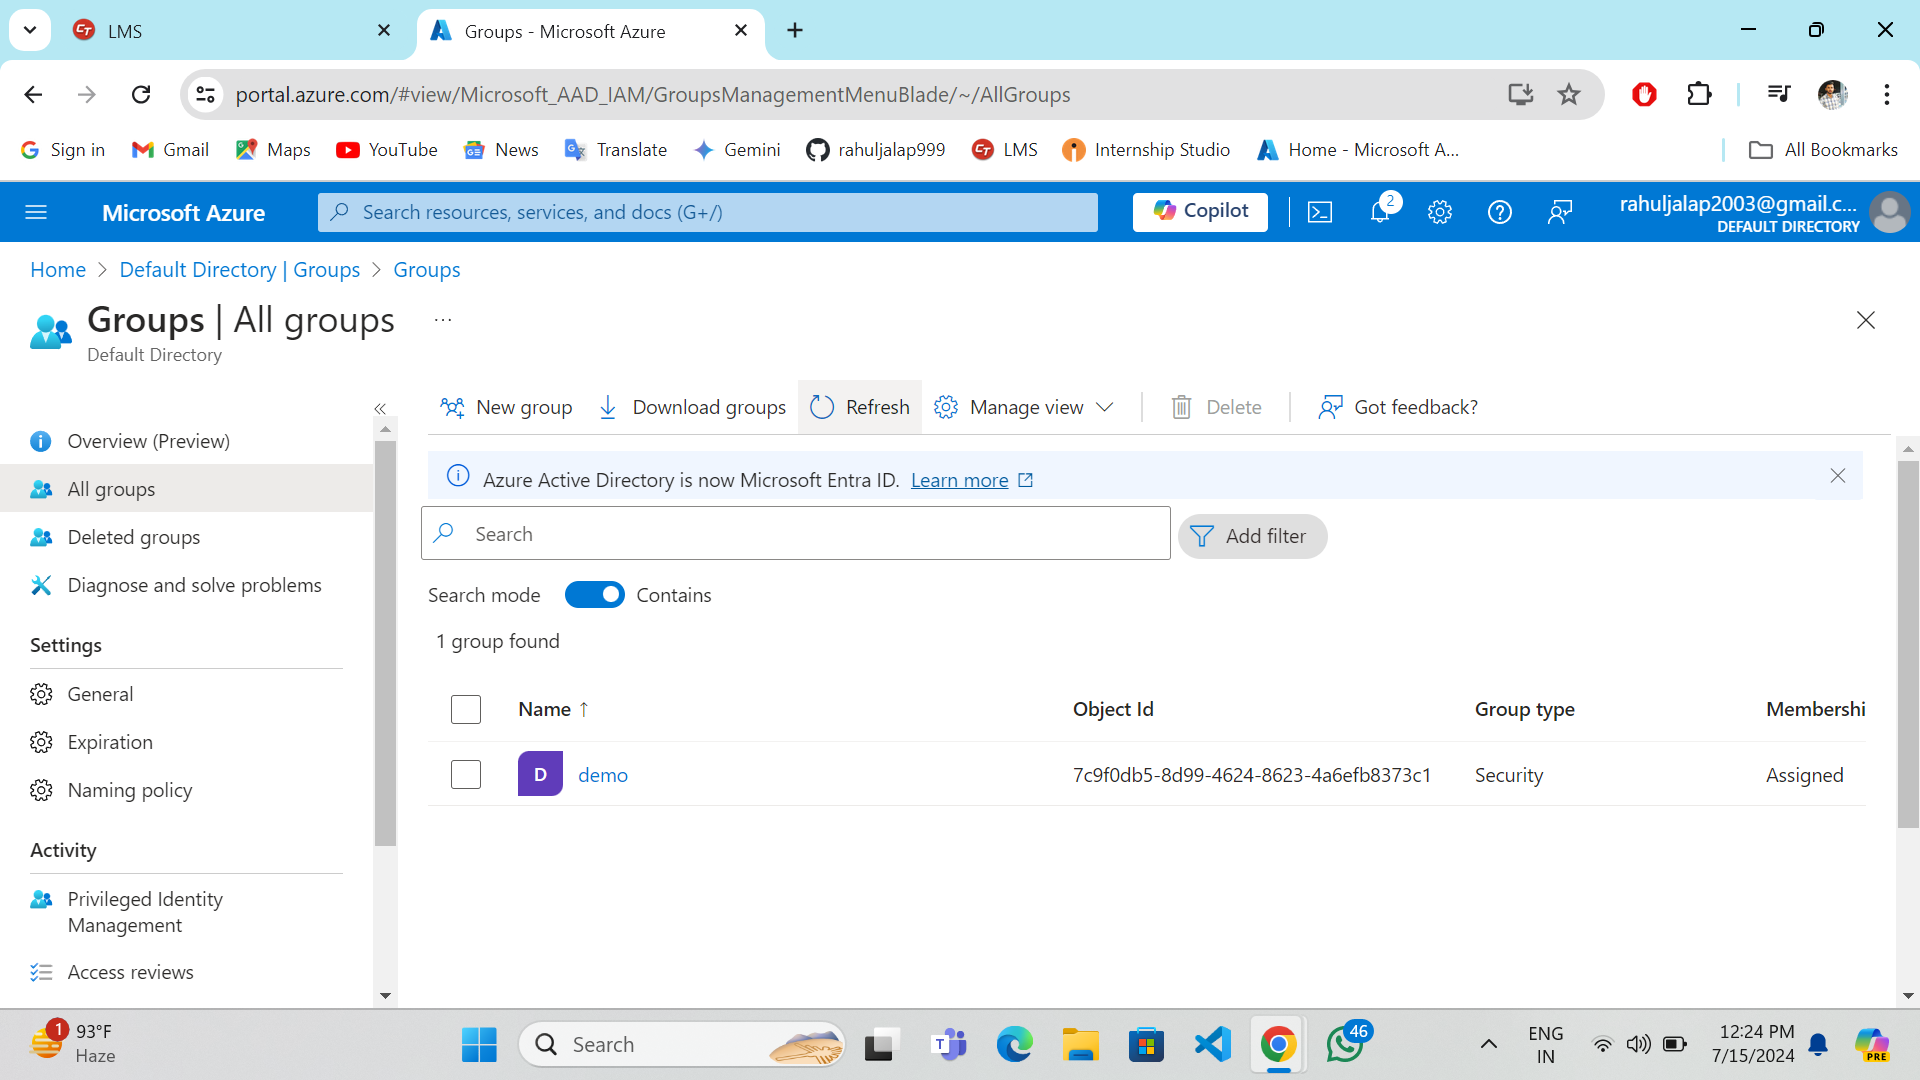 LMS
Groups - Microsoft Azure
portal.azure.com/#view/Microsoft_AAD_IAM/GroupsManagementMenuBlade/~/AllGroups
Sign in
Gmail
Maps
YouTube
News
Translate
Gemini
rahuljalap999
LMS
Internship Studio
Home - Microsoft A...
All Bookmarks
Microsoft Azure
Search resources, services, and docs (G+/)
Copilot
2
rahuljalap2003@gmail.c...
DEFAULT DIRECTORY
Home > Default Directory | Groups > Groups
Groups | All groups
...
Default Directory
New group
Download groups
Refresh
Manage view
Delete
Got feedback?
Overview (Preview)
All groups
Deleted groups
Diagnose and solve problems
Settings
General
Expiration
Naming policy
Activity
Privileged Identity
Management
Access reviews
Azure Active Directory is now Microsoft Entra ID. Learn more
Search
Add filter
Search mode
Contains
1 group found
Name ↑
Object Id
Group type
Membershi
D
demo
7c9f0db5-8d99-4624-8623-4a6efb8373c1
Security
Assigned
1
93°F
Haze
Search
T
46
ENG
IN
12:24 PM
7/15/2024
PRE